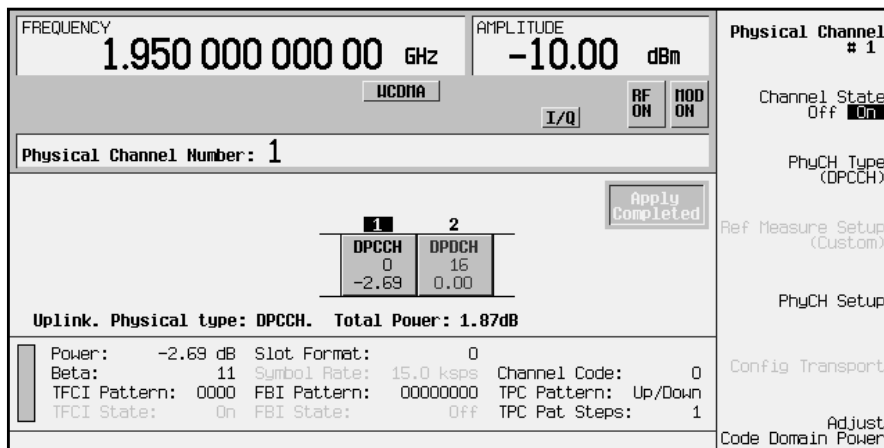 FREQUENCY
1.950 000 000 00 GHz
AMPLITUDE
-10.00 dBm
WCDMA
I/Q
RF ON
MOD ON
Physical Channel Number: 1
Apply
Completed
1 2
DPCCH DPDCH
0 16
-2.69 0.00
Uplink. Physical type: DPCCH. Total Power: 1.87dB
Power: -2.69 dB Slot Format: 0
Beta: 11 Symbol Rate: 15.0 ksps Channel Code: 0
TFCI Pattern: 0000 FBI Pattern: 00000000 TPC Pattern: Up/Down
TFCI State: On FBI State: Off TPC Pat Steps: 1
Physical Channel
# 1
Channel State
Off On
PhyCH Type
(DPCCH)
Ref Measure Setup
(Custom)
PhyCH Setup
Config Transport
Adjust
Code Domain Power